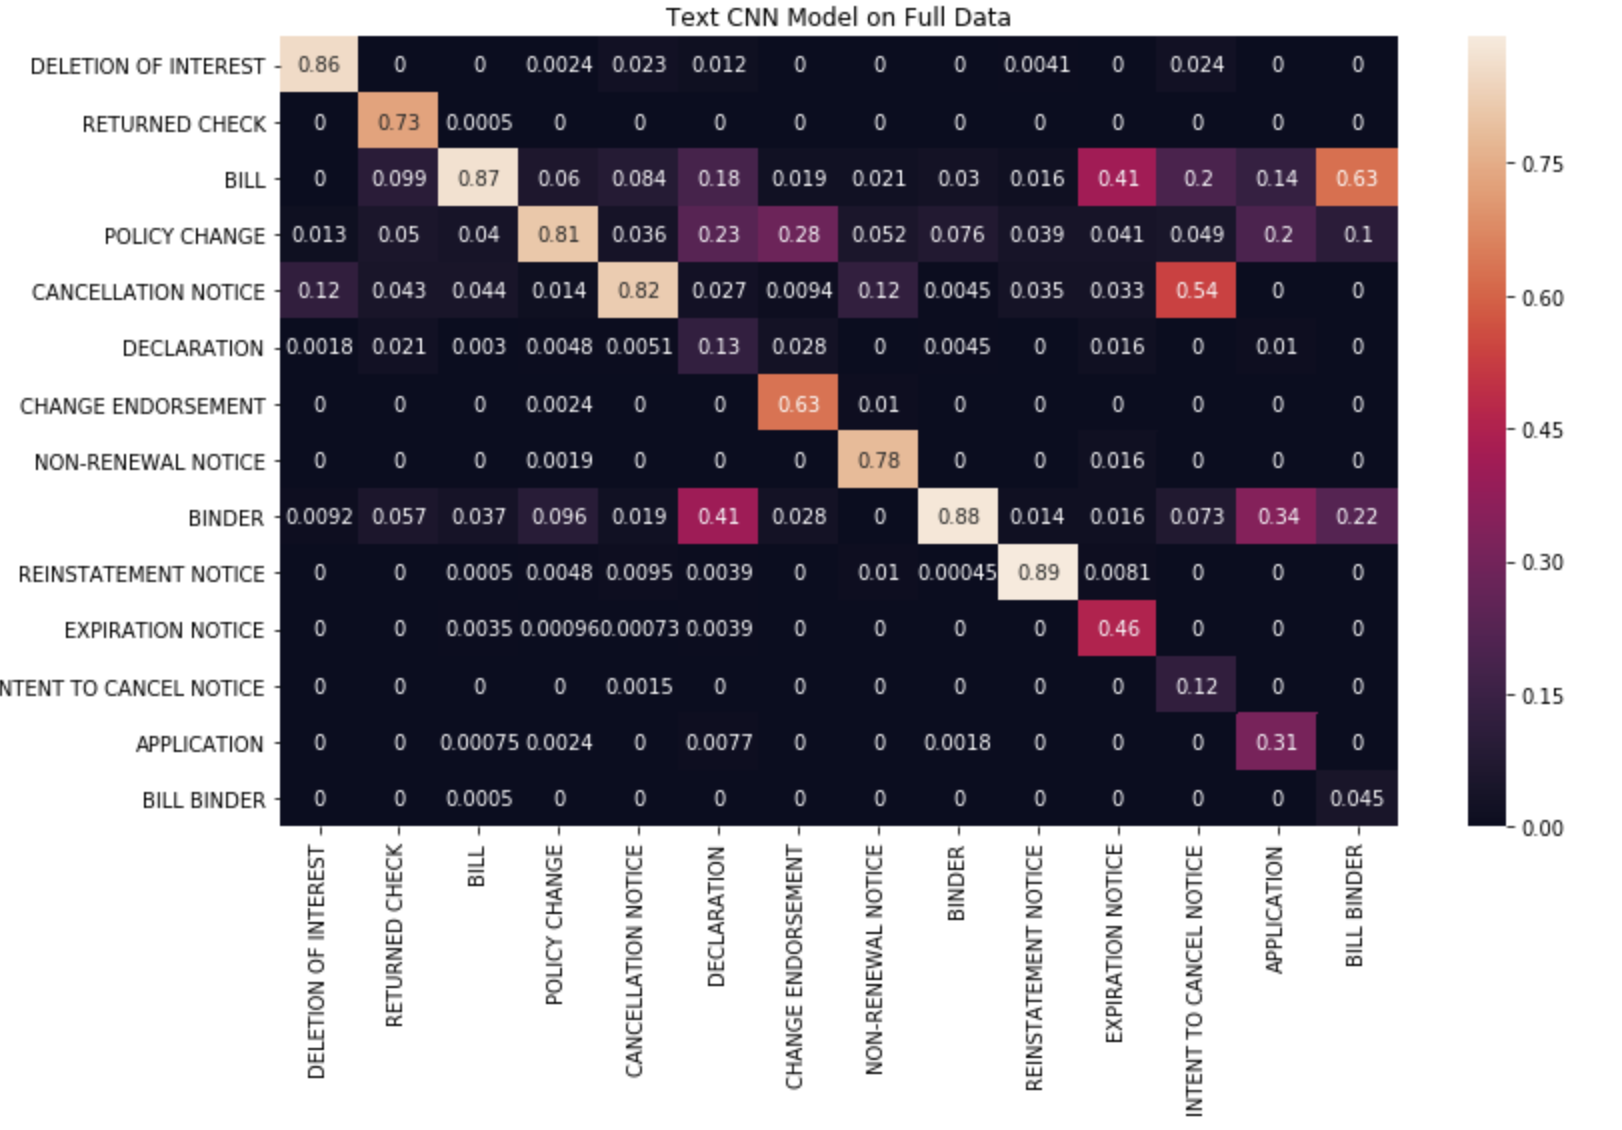 Text CNN Model on Full Data
DELETION OF INTEREST 0.86 0 0 0.0024 0.023 0.012 0 0 0 0.0041 0 0.024 0 0
RETURNED CHECK 0 0.73 0.0005 0 0 0 0 0 0 0 0 0 0 0
BILL 0 0.099 0.87 0.06 0.084 0.18 0.019 0.021 0.03 0.016 0.41 0.2 0.14 0.63
POLICY CHANGE 0.013 0.05 0.04 0.81 0.036 0.23 0.28 0.052 0.076 0.039 0.041 0.049 0.2 0.1
CANCELLATION NOTICE 0.12 0.043 0.044 0.014 0.82 0.027 0.0094 0.12 0.0045 0.035 0.033 0.54 0 0
DECLARATION 0.0018 0.021 0.003 0.0048 0.0051 0.13 0.028 0 0.0045 0 0.016 0 0.01 0
CHANGE ENDORSEMENT 0 0 0 0.0024 0 0 0.63 0.01 0 0 0 0 0 0
NON-RENEWAL NOTICE 0 0 0 0.0019 0 0 0 0.78 0 0 0.016 0 0 0
BINDER 0.0092 0.057 0.037 0.096 0.019 0.41 0.028 0 0.88 0.014 0.016 0.073 0.34 0.22
REINSTATEMENT NOTICE 0 0 0.0005 0.0048 0.0095 0.0039 0 0.01 0.00045 0.89 0.0081 0 0 0
EXPIRATION NOTICE 0 0 0.0035 0.00096 0.00073 0.0039 0 0 0 0 0.46 0 0 0
NTENT TO CANCEL NOTICE 0 0 0 0 0.0015 0 0 0 0 0 0 0.12 0 0
APPLICATION 0 0 0.00075 0.0024 0 0.0077 0 0 0.0018 0 0 0 0.31 0
BILL BINDER 0 0 0.0005 0 0 0 0 0 0 0 0 0 0 0.045
DELETION OF INTEREST
RETURNED CHECK
BILL
POLICY CHANGE
CANCELLATION NOTICE
DECLARATION
CHANGE ENDORSEMENT
NON-RENEWAL NOTICE
BINDER
REINSTATEMENT NOTICE
EXPIRATION NOTICE
INTENT TO CANCEL NOTICE
APPLICATION
BILL BINDER
0.75
0.60
0.45
0.30
0.15
0.00